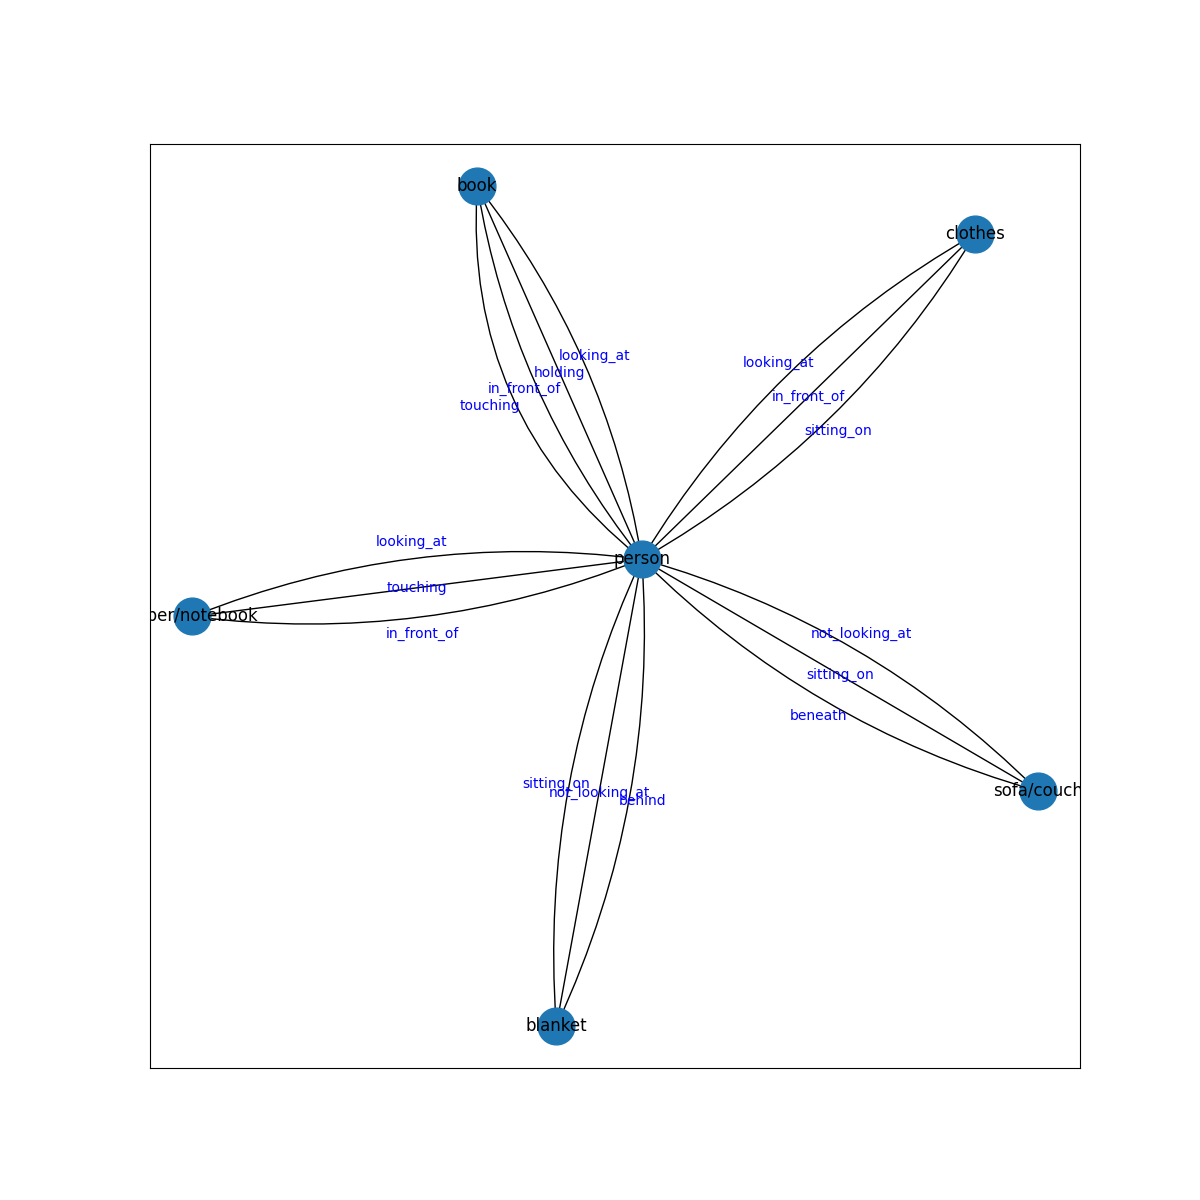 book
clothes
looking_at
looking_at
holding
in_front_of
in_front_of
touching
sitting_on
looking_at
person
touching
per/notebook
in_front_of
not_looking_at
sitting_on
beneath
sitting_on
not_looking_at
behind
sofa/couch
blanket